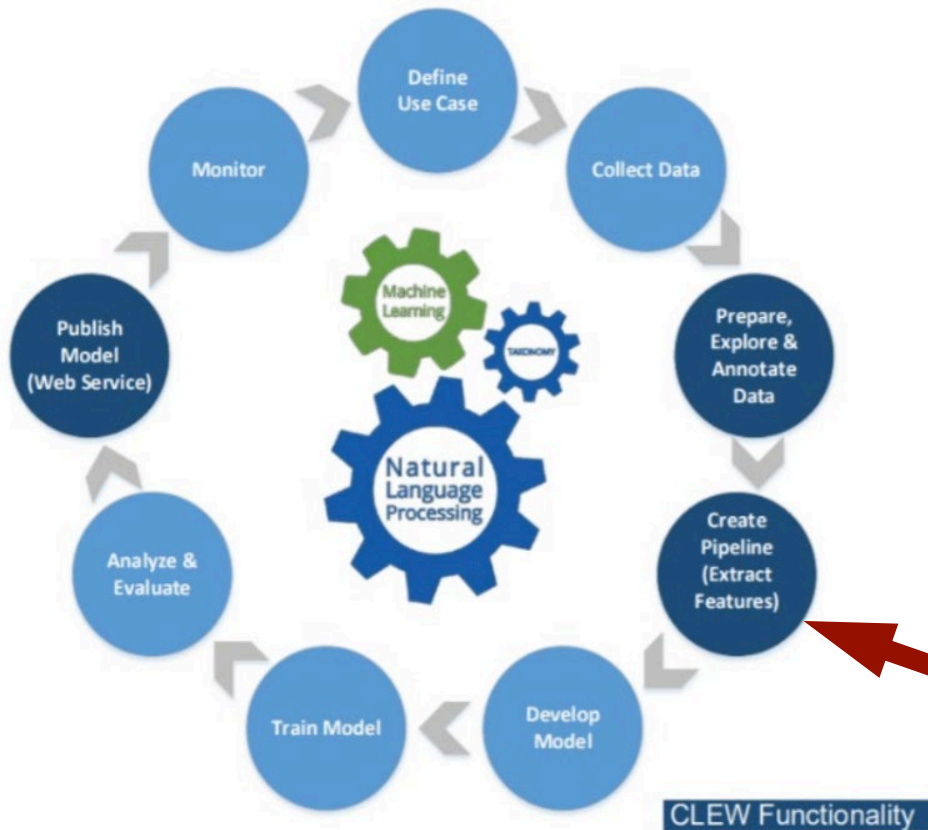 Define
Use Case
Collect Data
Prepare,
Explore &
Annotate
Data
Create
Pipeline
(Extract
Features)
Develop
Model
Train Model
Analyze &
Evaluate
Publish
Model
(Web Service)
Monitor
Machine
Learning
TAXONOMY
Natural
Language
Processing
CLEW Functionality